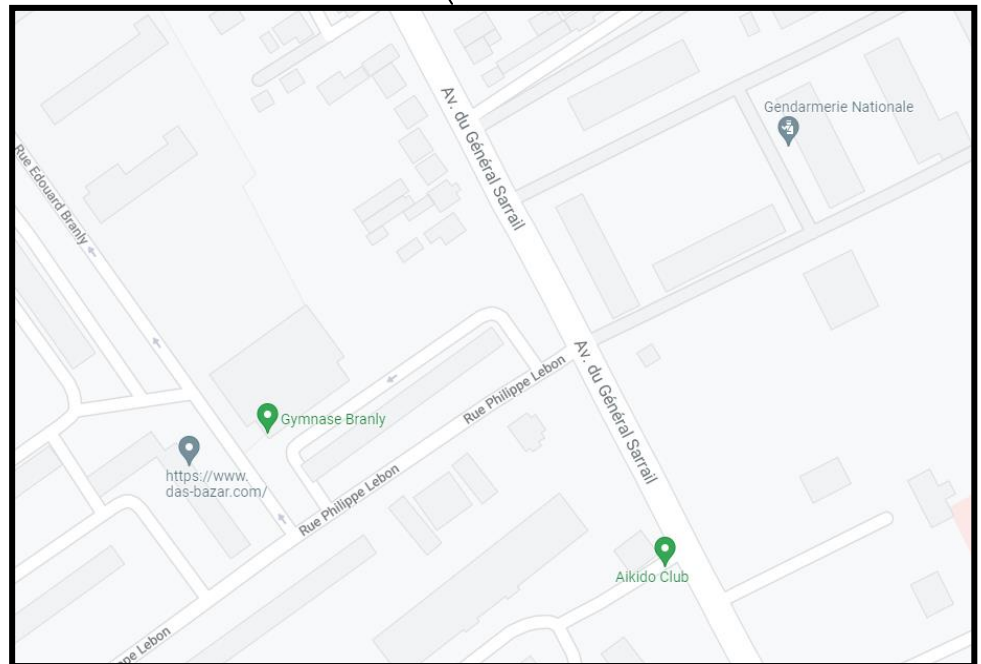 Av. du Général Sarrail
Gendarmerie Nationale
Rue Edouard Branly
Av. du Général Sarrail
Rue Philippe Lebon
Gymnase Branly
https://www.
das-bazar.com/
Rue Philippe Lebon
Aikido Club
Lebon